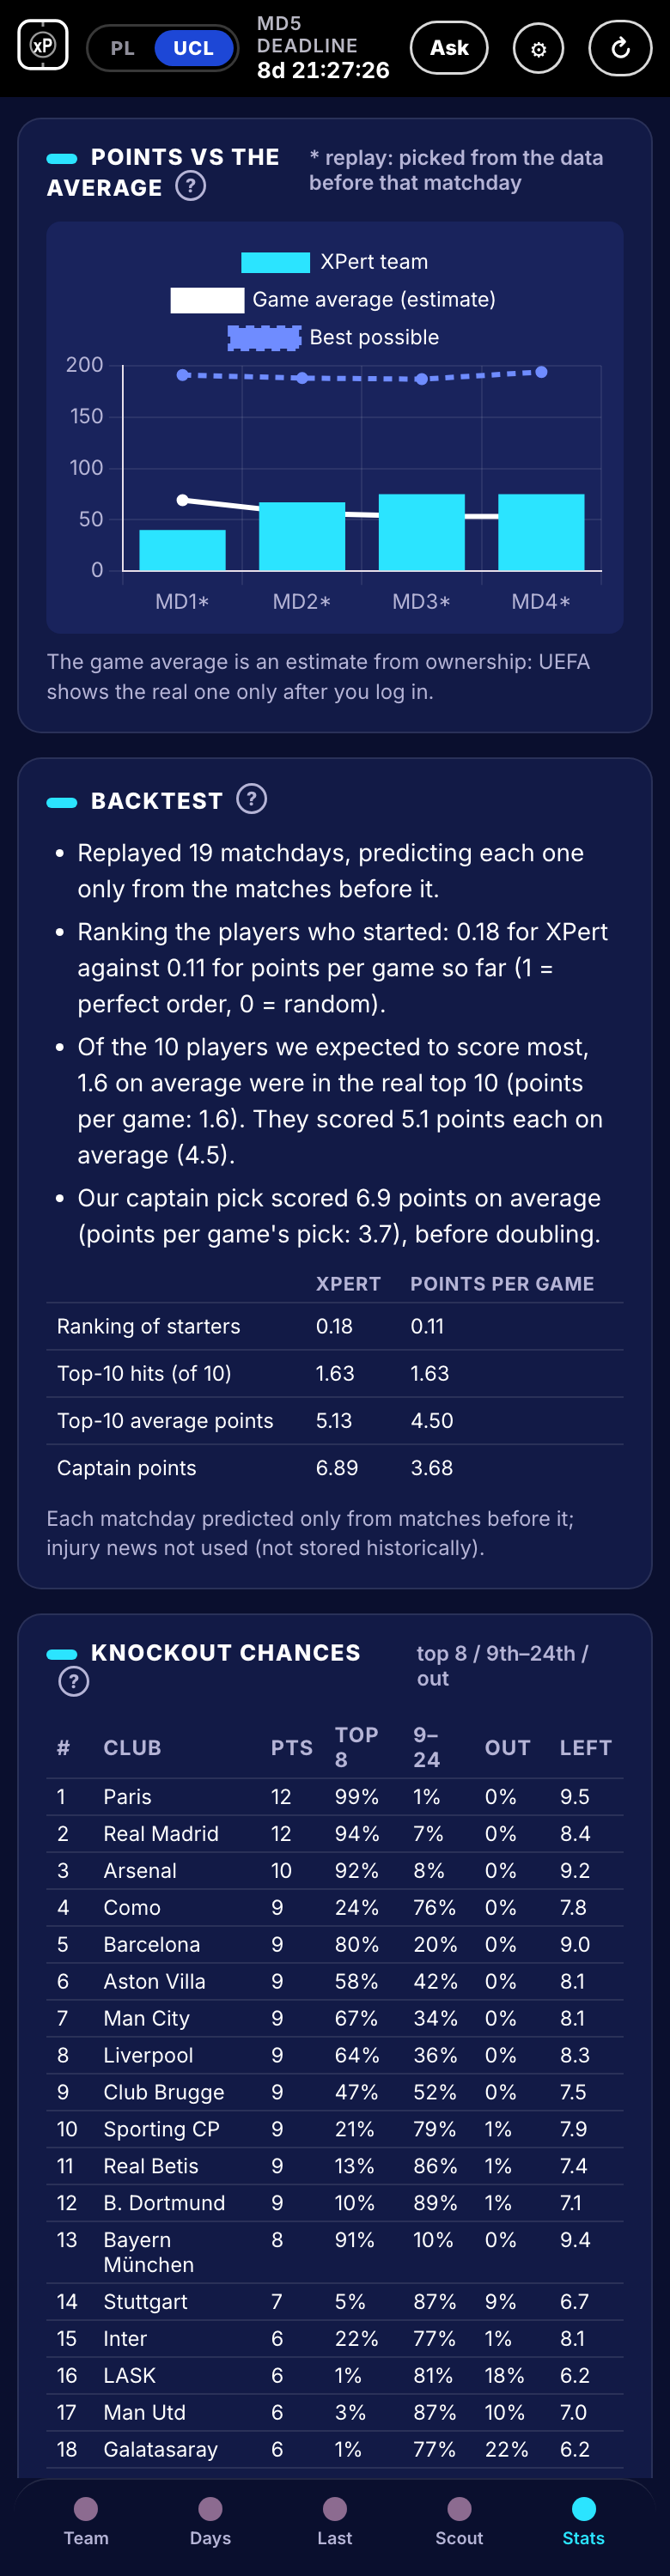 xP
PL
UCL
MD5
DEADLINE
8d 21:27:26
Ask
POINTS VS THE
AVERAGE ?
* replay: picked from the data
before that matchday
XPert team
Game average (estimate)
Best possible
200
150
100
50
0
MD1*
MD2*
MD3*
MD4*
The game average is an estimate from ownership: UEFA
shows the real one only after you log in.
BACKTEST ?
• Replayed 19 matchdays, predicting each one
only from the matches before it.
• Ranking the players who started: 0.18 for XPert
against 0.11 for points per game so far (1 =
perfect order, 0 = random).
• Of the 10 players we expected to score most,
1.6 on average were in the real top 10 (points
per game: 1.6). They scored 5.1 points each on
average (4.5).
• Our captain pick scored 6.9 points on average
(points per game's pick: 3.7), before doubling.
XPERT POINTS PER GAME
Ranking of starters 0.18 0.11
Top-10 hits (of 10) 1.63 1.63
Top-10 average points 5.13 4.50
Captain points 6.89 3.68
Each matchday predicted only from matches before it;
injury news not used (not stored historically).
KNOCKOUT CHANCES
?
top 8 / 9th–24th /
out
# CLUB PTS TOP 8 9–24 OUT LEFT
1 Paris 12 99% 1% 0% 9.5
2 Real Madrid 12 94% 7% 0% 8.4
3 Arsenal 10 92% 8% 0% 9.2
4 Como 9 24% 76% 0% 7.8
5 Barcelona 9 80% 20% 0% 9.0
6 Aston Villa 9 58% 42% 0% 8.1
7 Man City 9 67% 34% 0% 8.1
8 Liverpool 9 64% 36% 0% 8.3
9 Club Brugge 9 47% 52% 0% 7.5
10 Sporting CP 9 21% 79% 1% 7.9
11 Real Betis 9 13% 86% 1% 7.4
12 B. Dortmund 9 10% 89% 1% 7.1
13 Bayern München 8 91% 10% 0% 9.4
14 Stuttgart 7 5% 87% 9% 6.7
15 Inter 6 22% 77% 1% 8.1
16 LASK 6 1% 81% 18% 6.2
17 Man Utd 6 3% 87% 10% 7.0
18 Galatasaray 6 1% 77% 22% 6.2
Team
Days
Last
Scout
Stats